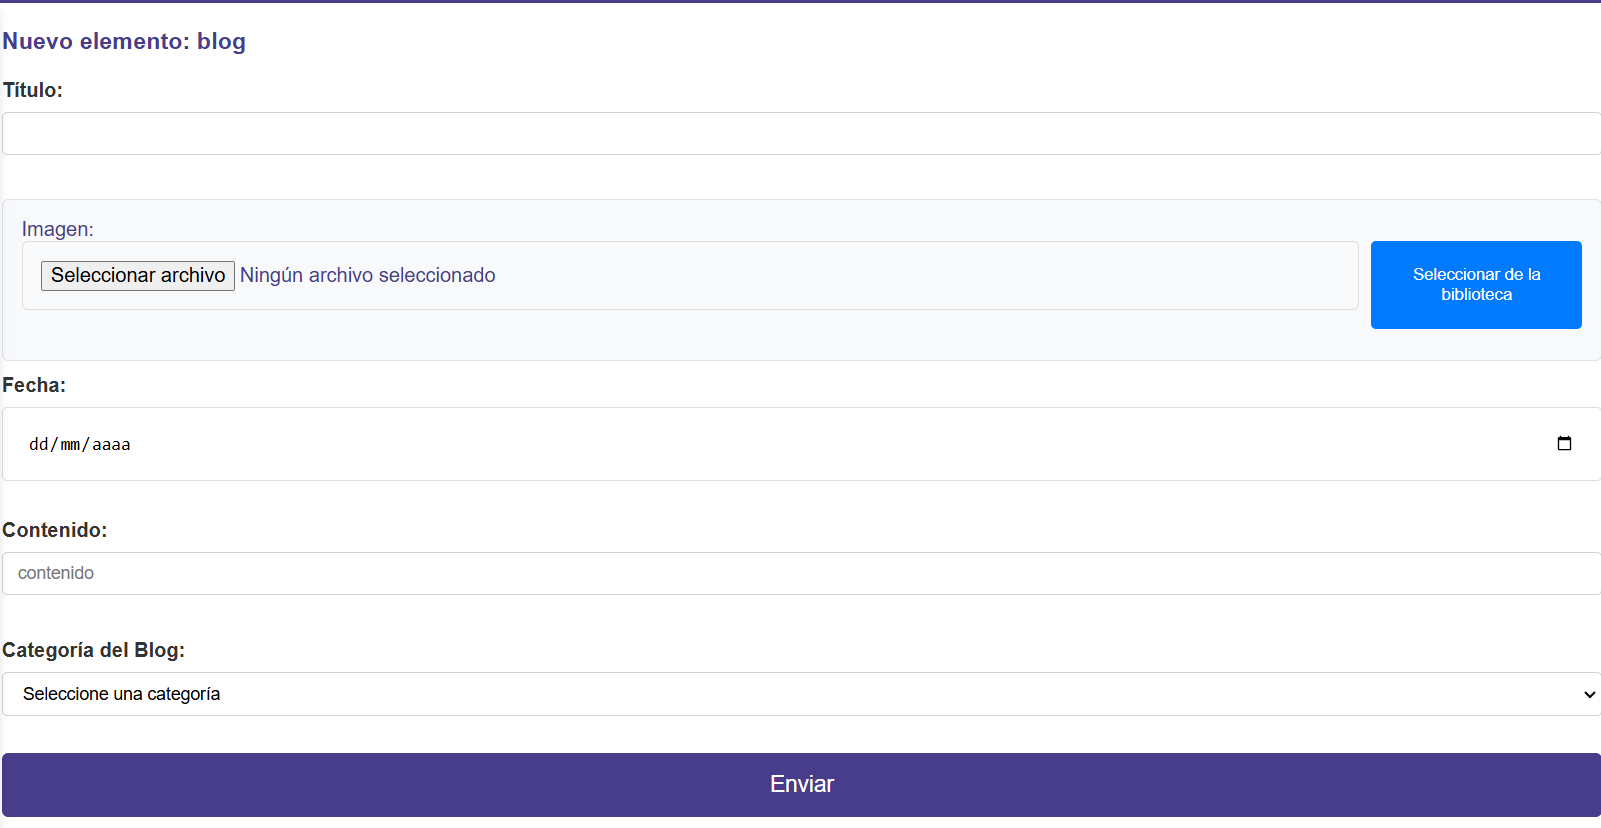 Nuevo elemento: blog
Título:
Imagen:
Seleccionar archivo Ningún archivo seleccionado
Seleccionar de la
biblioteca
Fecha:
dd/mm/aaaa
Contenido:
contenido
Categoría del Blog:
Seleccione una categoría
Enviar